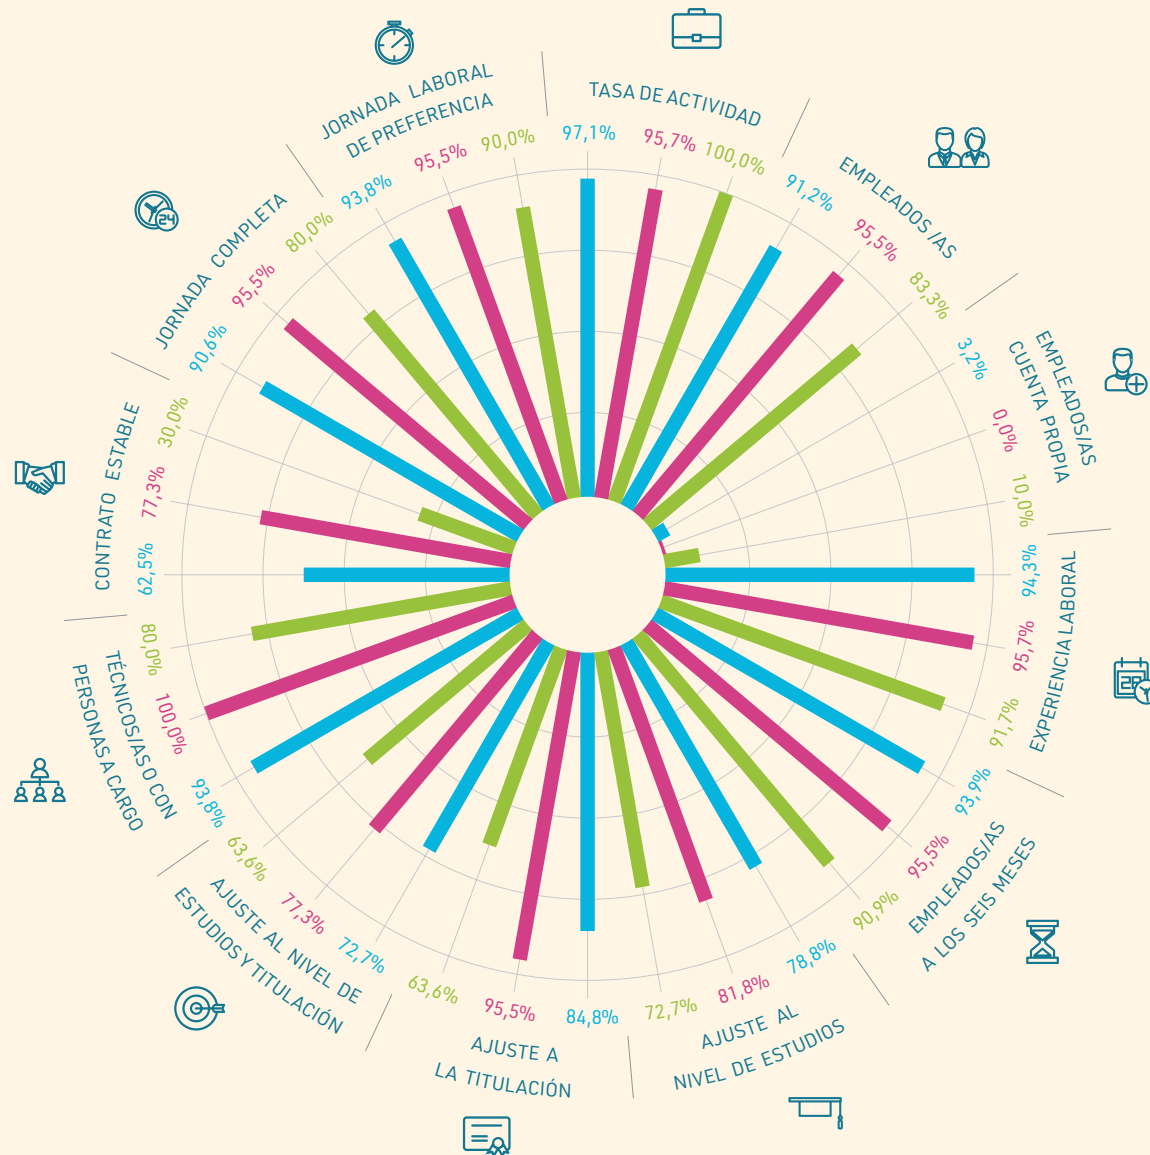 TASA DE ACTIVIDAD
97,1%
95,7%
100,0%
EMPLEADOS /AS
91,2%
95,5%
83,3%
EMPLEADOS/AS
CUENTA PROPIA
3,2%
0,0%
10,0%
EXPERIENCIA LABORAL
94,3%
95,7%
91,7%
EMPLEADOS/AS
A LOS SEIS MESES
93,9%
95,5%
90,9%
AJUSTE AL
NIVEL DE ESTUDIOS
78,8%
81,8%
72,7%
AJUSTE A
LA TITULACIÓN
84,8%
95,5%
63,6%
AJUSTE AL NIVEL DE
ESTUDIOS Y TITULACIÓN
72,7%
77,3%
63,6%
TÉCNICOS/AS O CON
PERSONAS A CARGO
93,8%
100,0%
80,0%
CONTRATO ESTABLE
62,5%
77,3%
30,0%
JORNADA COMPLETA
90,6%
95,5%
80,0%
JORNADA LABORAL
DE PREFERENCIA
93,8%
95,5%
90,0%
24